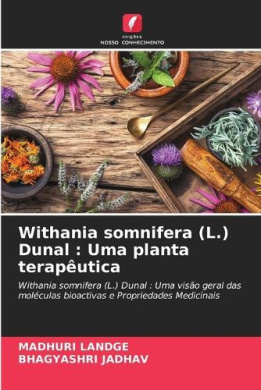 edições
NOSSO CONHECIMENTO
Withania somnifera (L.)
Dunal : Uma planta
terapêutica
Withania somnifera (L.) Dunal : Uma visão geral das
moléculas bioactivas e Propriedades Medicinais
MADHURI LANDGE
BHAGYASHRI JADHAV